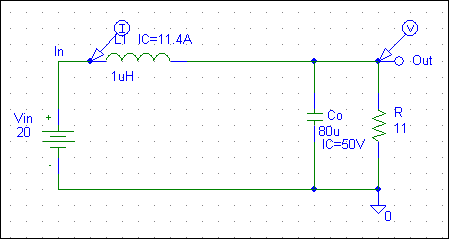 I
V
In
L1 IC=11.4A
Out
1uH
Vin
20
+
-
Co
80u
IC=50V
R
11
0